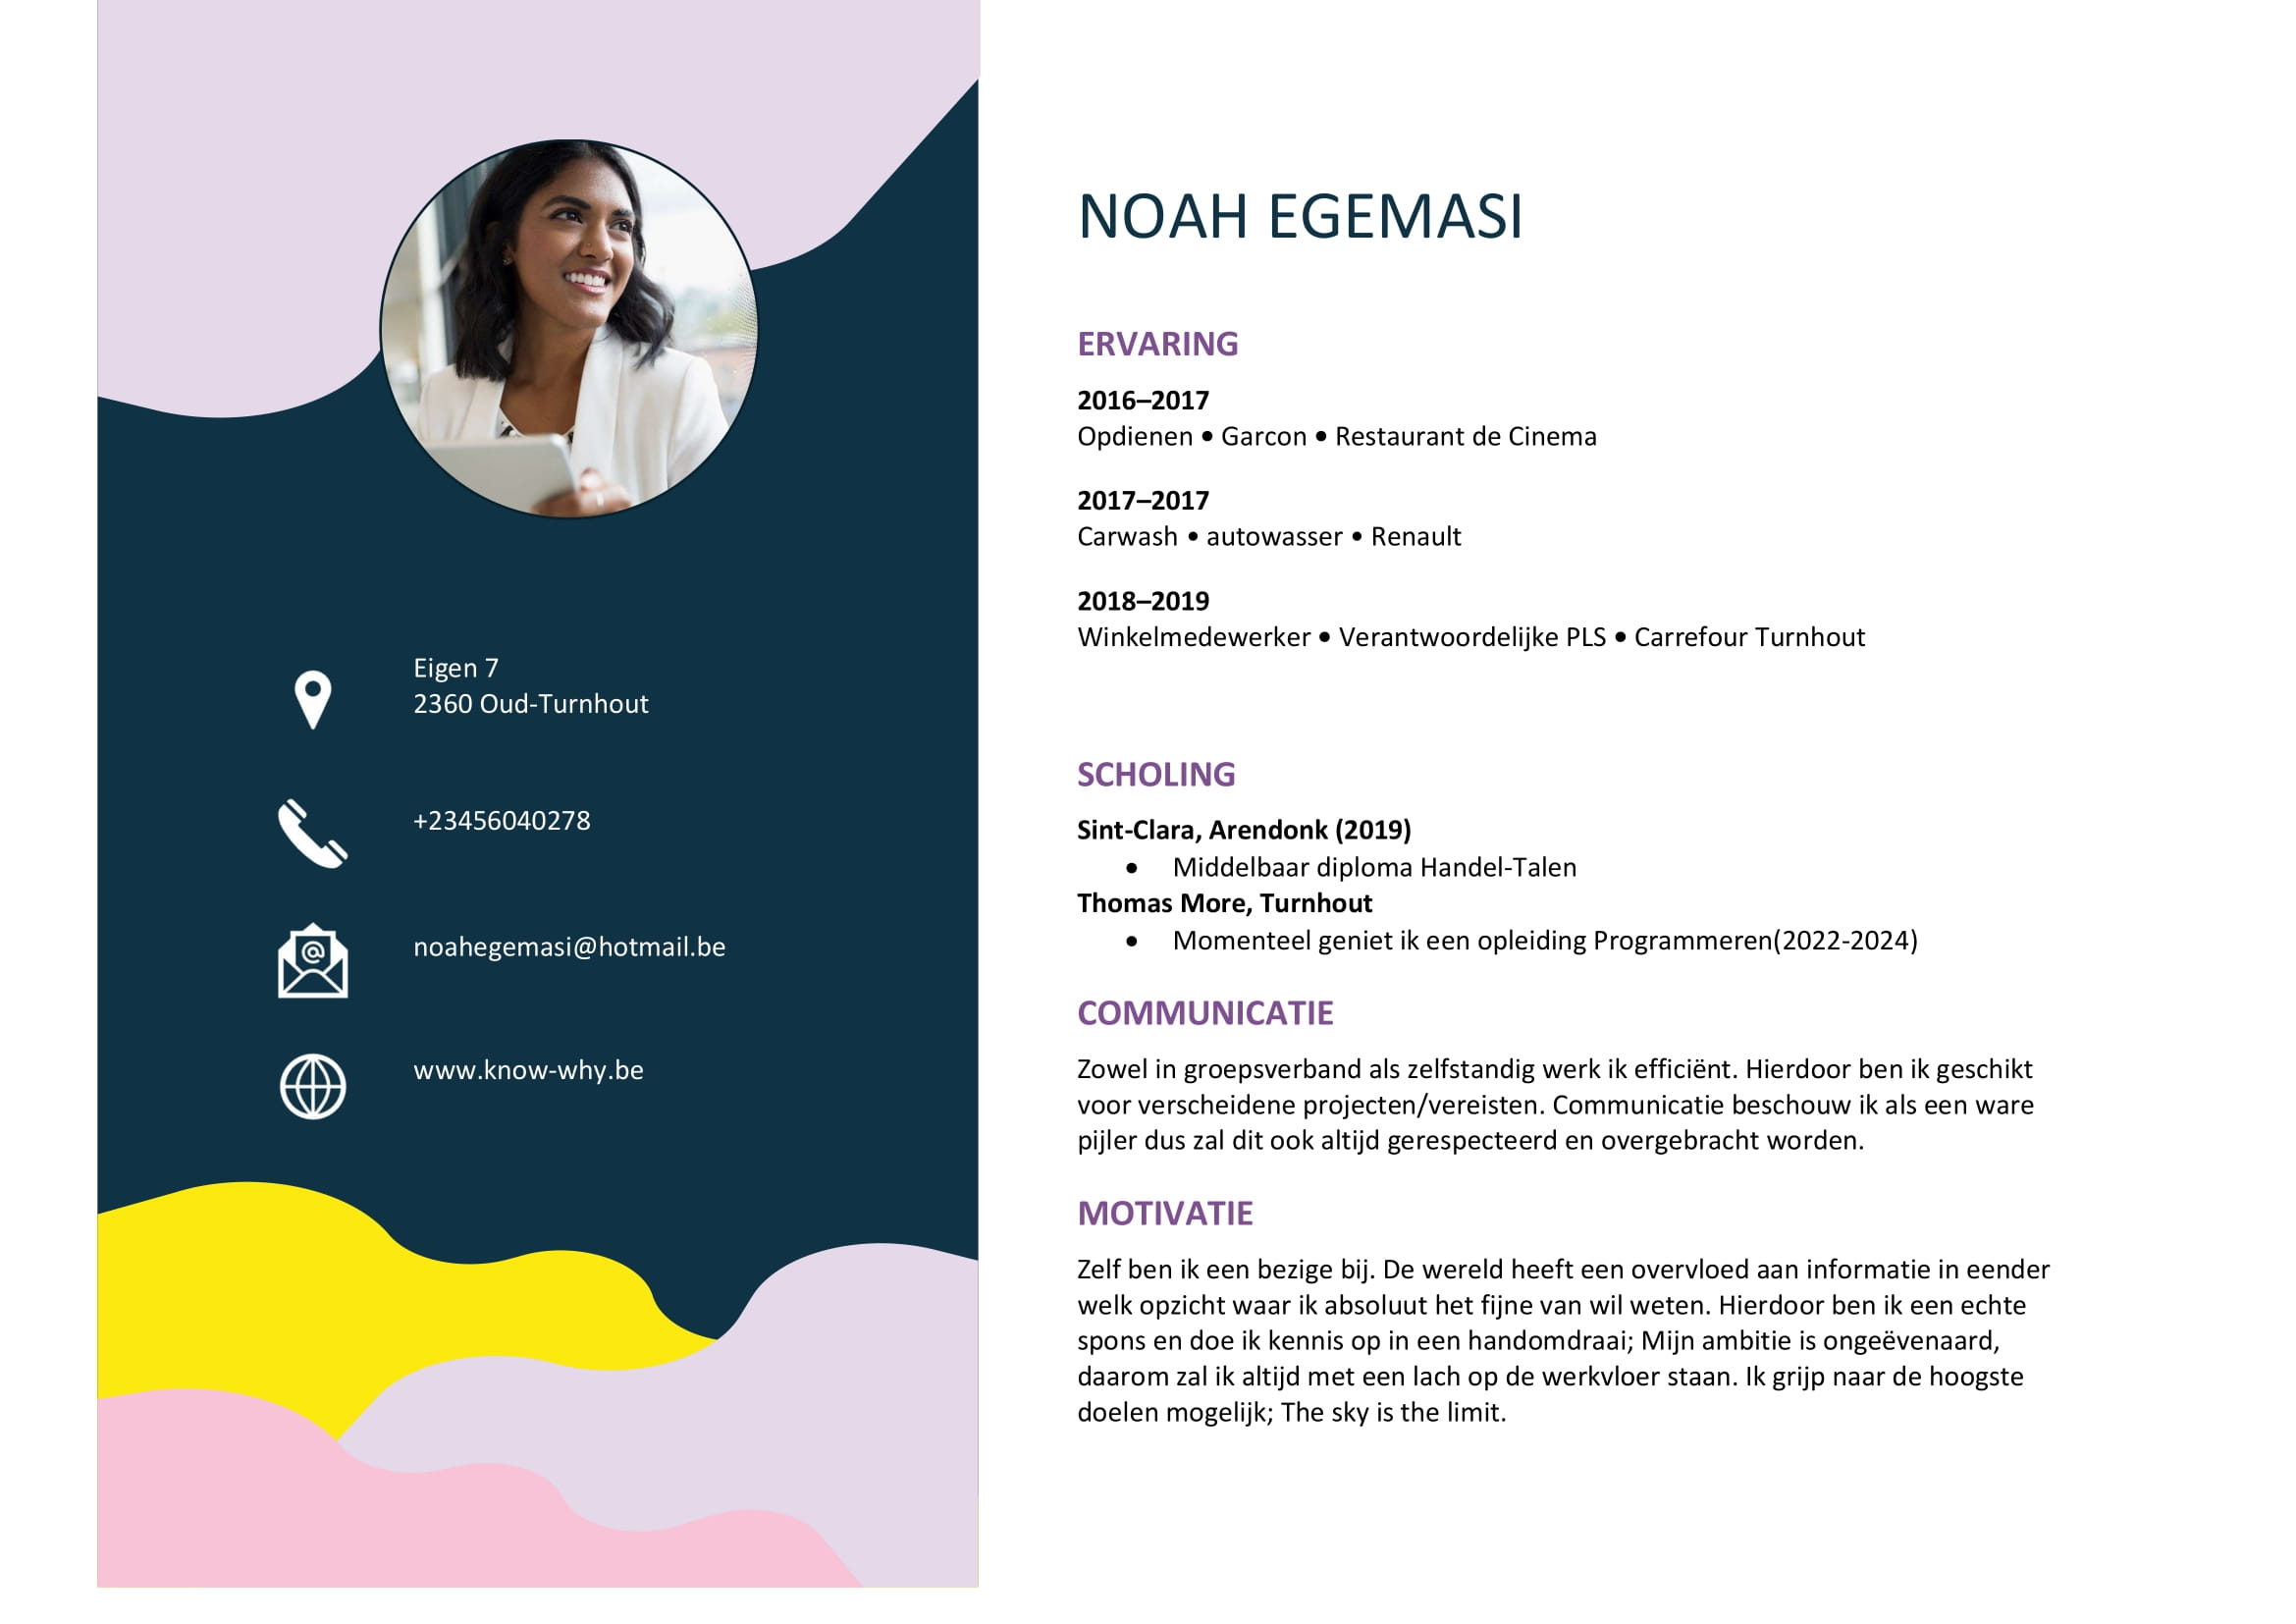 Eigen 7
2360 Oud-Turnhout
+23456040278
noahegemasi@hotmail.be
www.know-why.be
NOAH EGEMASI
ERVARING
2016–2017
Opdienen • Garcon • Restaurant de Cinema
2017–2017
Carwash • autowasser • Renault
2018–2019
Winkelmedewerker • Verantwoordelijke PLS • Carrefour Turnhout
SCHOLING
Sint-Clara, Arendonk (2019)
• Middelbaar diploma Handel-Talen
Thomas More, Turnhout
• Momenteel geniet ik een opleiding Programmeren(2022-2024)
COMMUNICATIE
Zowel in groepsverband als zelfstandig werk ik efficiënt. Hierdoor ben ik geschikt
voor verscheidene projecten/vereisten. Communicatie beschouw ik als een ware
pijler dus zal dit ook altijd gerespecteerd en overgebracht worden.
MOTIVATIE
Zelf ben ik een bezige bij. De wereld heeft een overvloed aan informatie in eender
welk opzicht waar ik absoluut het fijne van wil weten. Hierdoor ben ik een echte
spons en doe ik kennis op in een handomdraai; Mijn ambitie is ongeëvenaard,
daarom zal ik altijd met een lach op de werkvloer staan. Ik grijp naar de hoogste
doelen mogelijk; The sky is the limit.